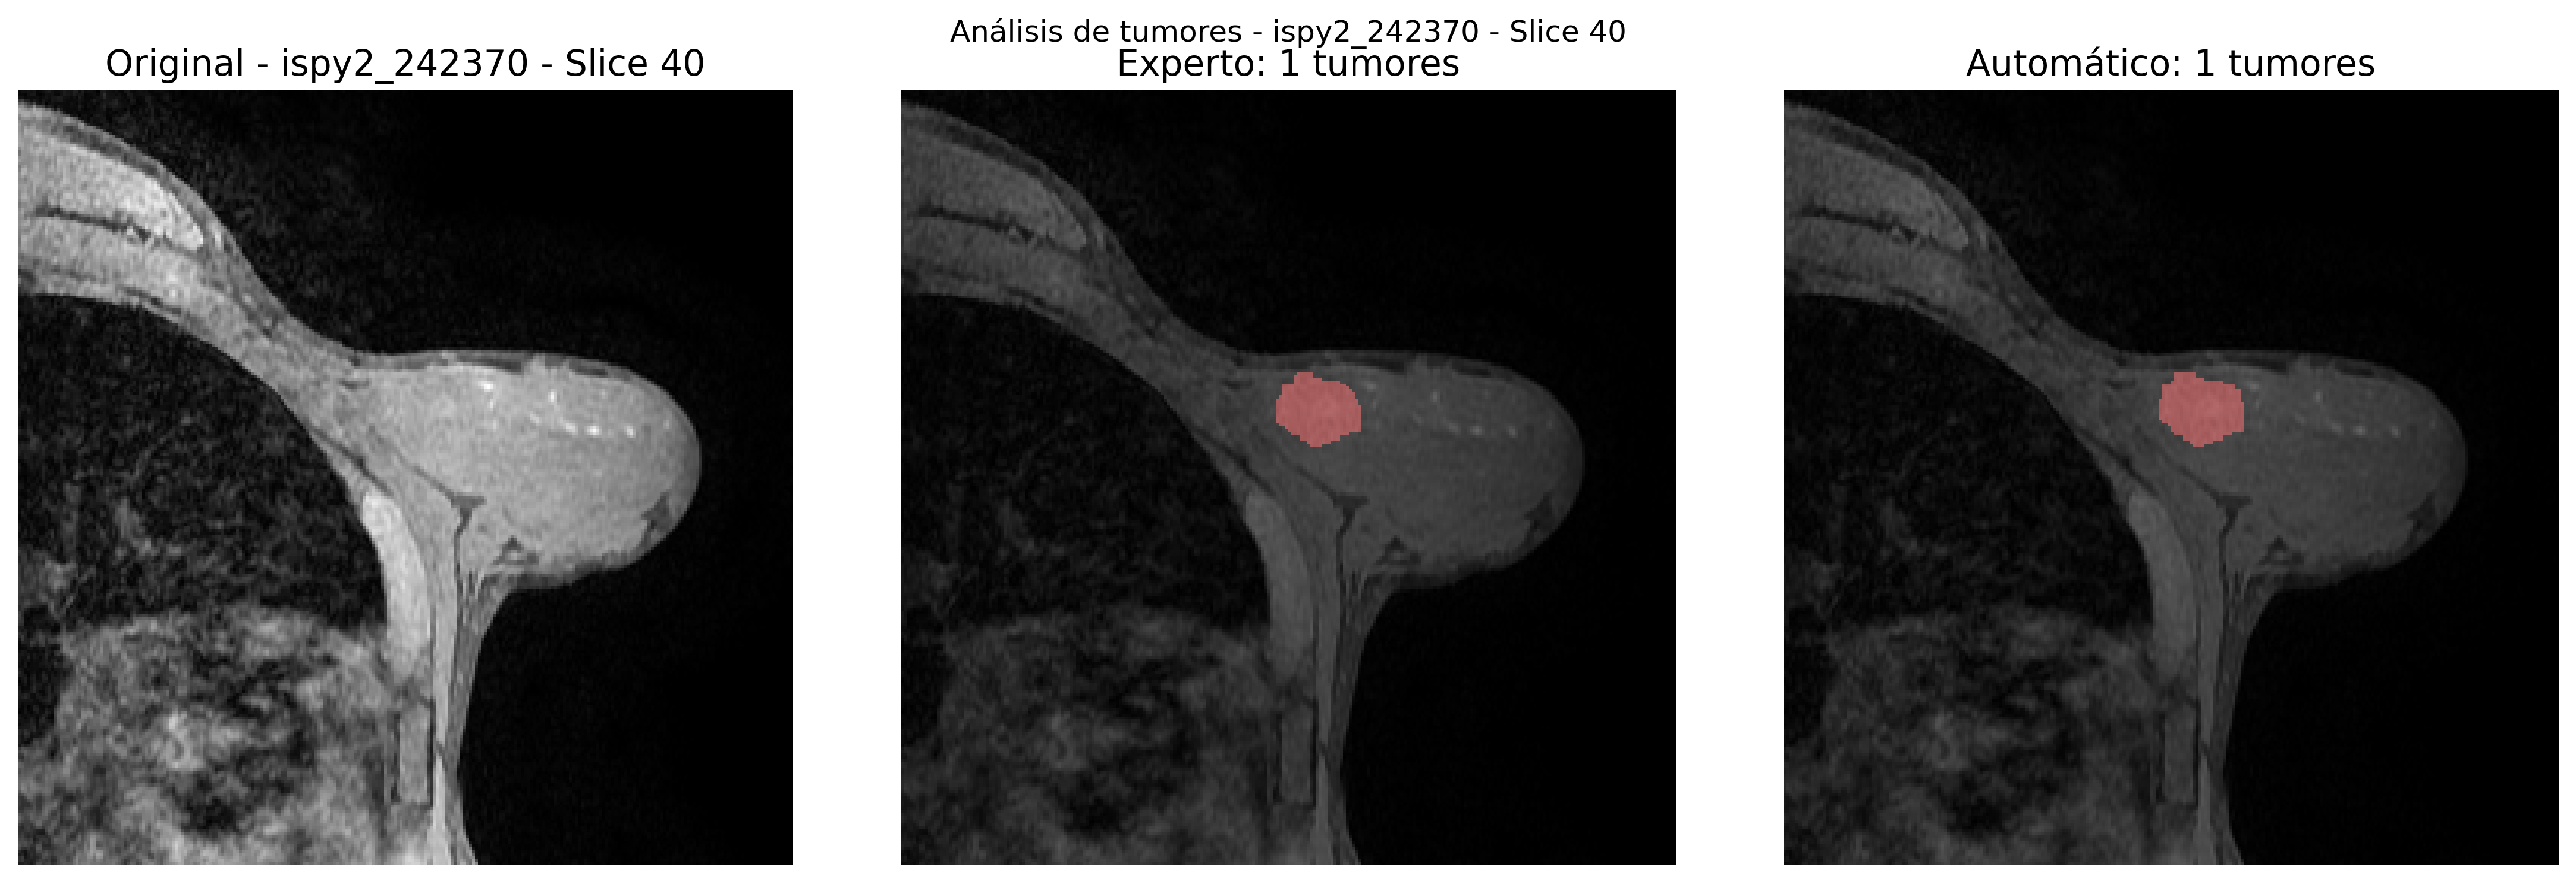 Análisis de tumores - ispy2_242370 - Slice 40
Original - ispy2_242370 - Slice 40
Experto: 1 tumores
Automático: 1 tumores